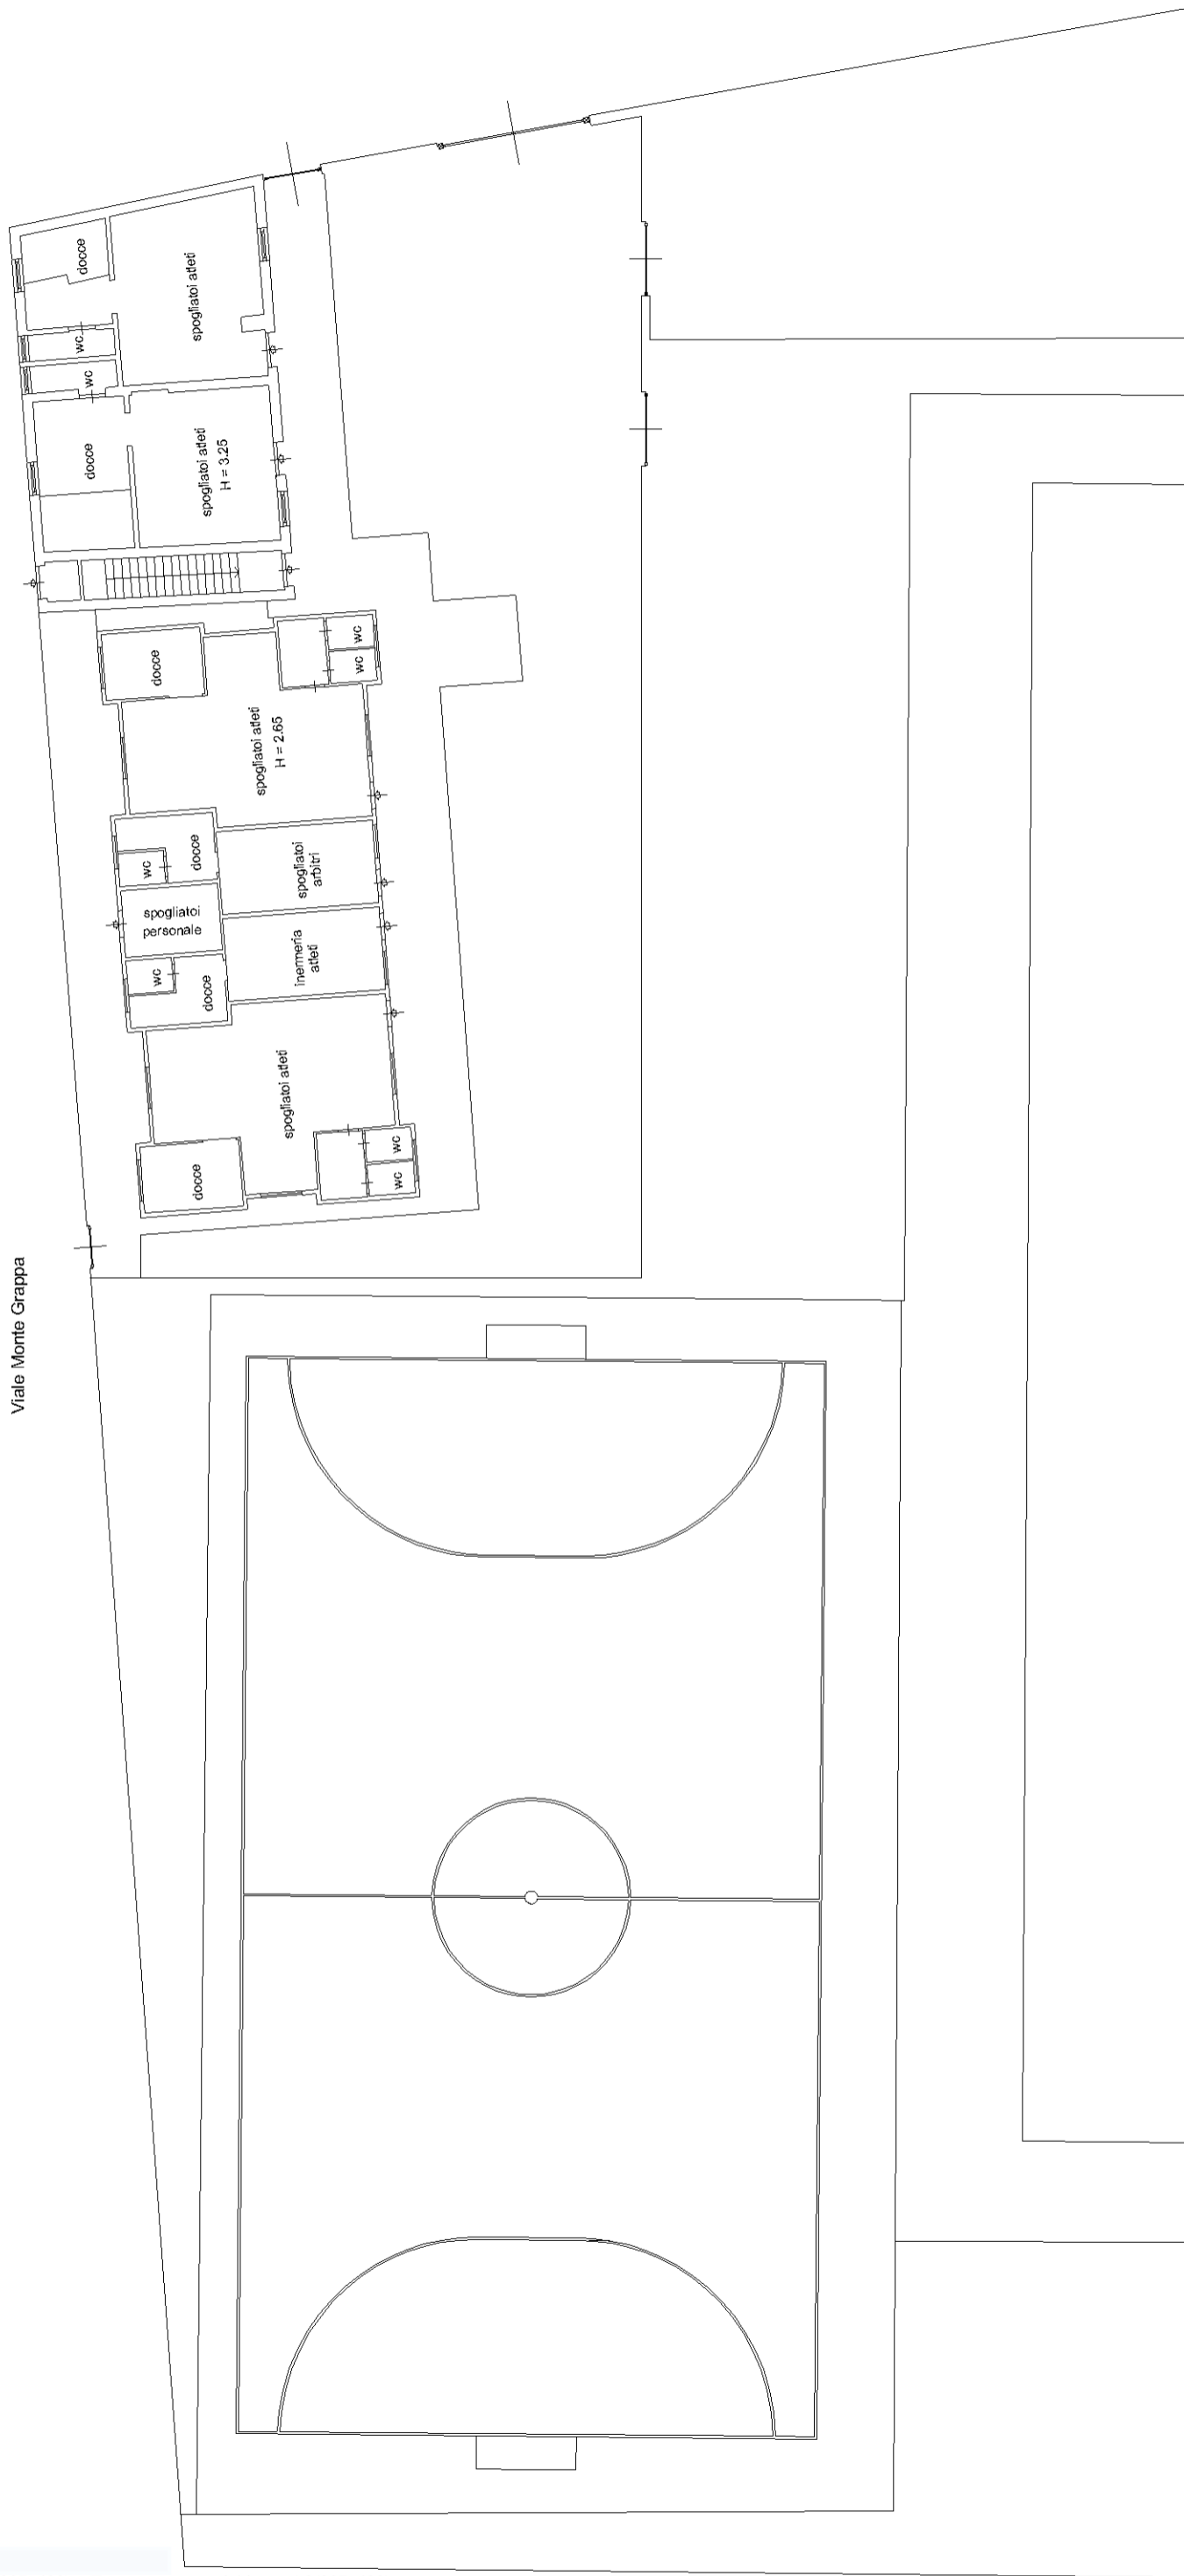 docce
spogliatoi atleti
wc
wc
docce
spogliatoi atleti
H = 3.25
docce
wc
wc
spogliatoi atleti
H = 2.65
docce
wc
spogliatoi
arbitri
spogliatoi
personale
inermeria
atleti
wc
docce
spogliatoi atleti
wc
wc
docce
Viale Monte Grappa